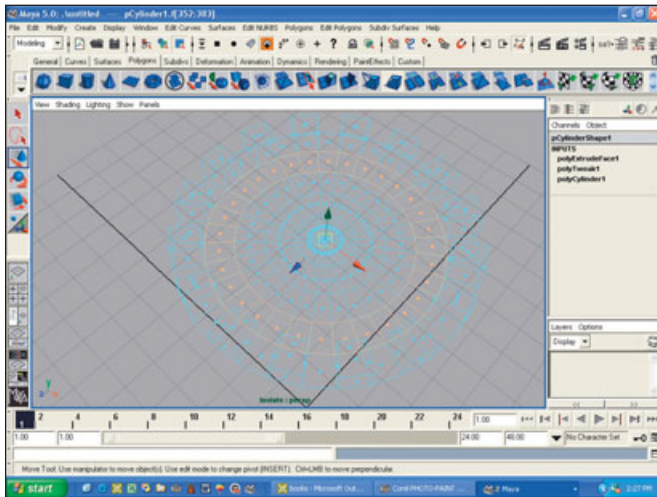 Maya 5.0: .\untitled --- pCylinder1.f[352:383]
File Edit Modify Create Display Window Edit Curves Surfaces Edit NURBS Polygons Edit Polygons Subdiv Surfaces Help
Modeling
General Curves Surfaces Polygons Subdivs Deformation Animation Dynamics Rendering PaintEffects Custom
View Shading Lighting Show Panels
Channels Object
pCylinderShape1
INPUTS
polyExtrudeFace1
polyTweak1
polyCylinder1
Layers Options
Display
y
Isolate : persp
1 2 4 6 8 10 12 14 16 18 20 22 24 1.00
1.00 1.00 24.00 48.00 No Character Set
Move Tool: Use manipulator to move object(s). Use edit mode to change pivot (INSERT). Ctrl+LMB to move perpendicular.
start books - Microsoft Out... Corel PHOTO-PAINT ... 2 Maya 2:27 PM